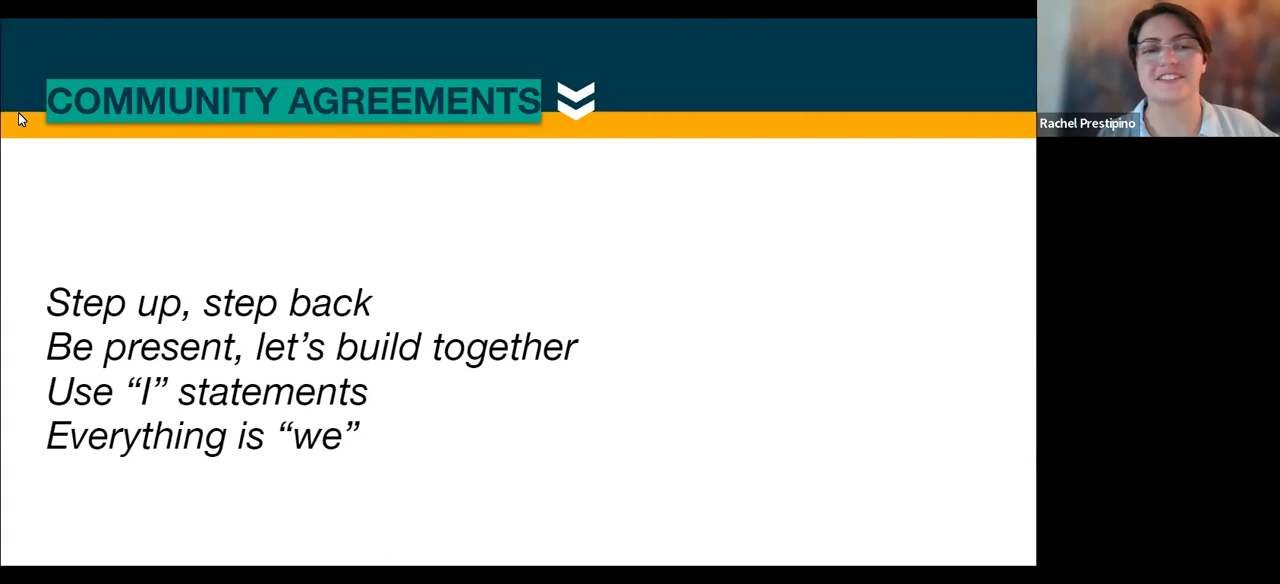 COMMUNITY AGREEMENTS
Rachel Prestipino
Step up, step back
Be present, let’s build together
Use “I” statements
Everything is “we”